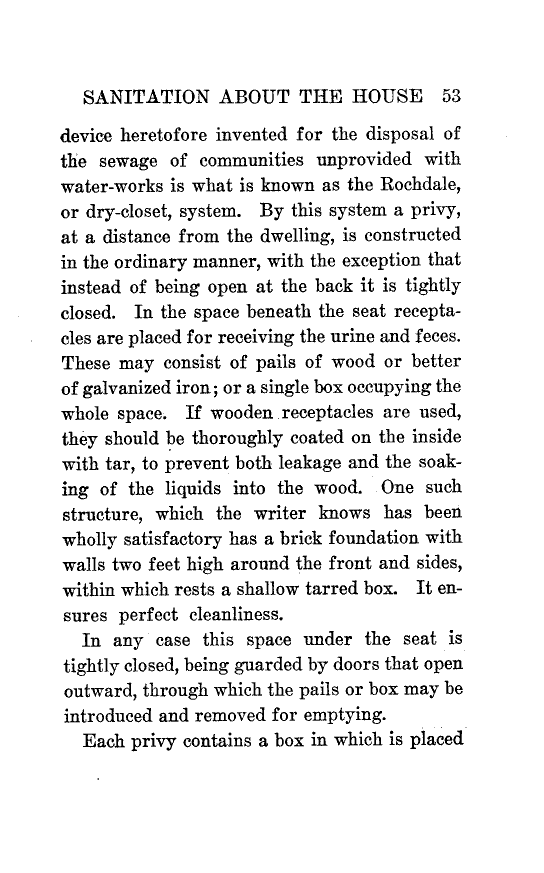 SANITATION ABOUT THE HOUSE 53
device heretofore invented for the disposal of
the sewage of communities unprovided with
water-works is what is known as the Rochdale,
or dry-closet, system. By this system a privy,
at a distance from the dwelling, is constructed
in the ordinary manner, with the exception that
instead of being open at the back it is tightly
closed. In the space beneath the seat recepta-
cles are placed for receiving the urine and feces.
These may consist of pails of wood or better
of galvanized iron; or a single box occupying the
whole space. If wooden receptacles are used,
they should be thoroughly coated on the inside
with tar, to prevent both leakage and the soak-
ing of the liquids into the wood. One such
structure, which the writer knows has been
wholly satisfactory has a brick foundation with
walls two feet high around the front and sides,
within which rests a shallow tarred box. It en-
sures perfect cleanliness.
In any case this space under the seat is
tightly closed, being guarded by doors that open
outward, through which the pails or box may be
introduced and removed for emptying.
Each privy contains a box in which is placed